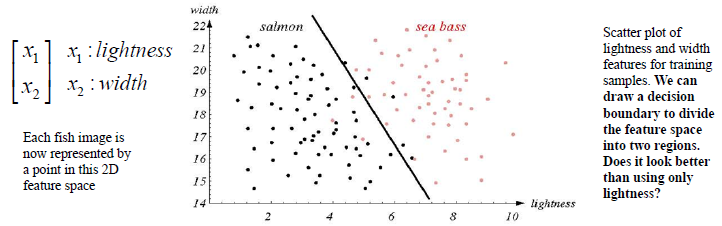 [x₁] x₁ : lightness
[x₂] x₂ : width
Each fish image is
now represented by
a point in this 2D
feature space
width
salmon
sea bass
22
21
20
19
18
17
16
15
14
2
4
6
8
10
lightness
Scatter plot of
lightness and width
features for training
samples. We can
draw a decision
boundary to divide
the feature space
into two regions.
Does it look better
than using only
lightness?